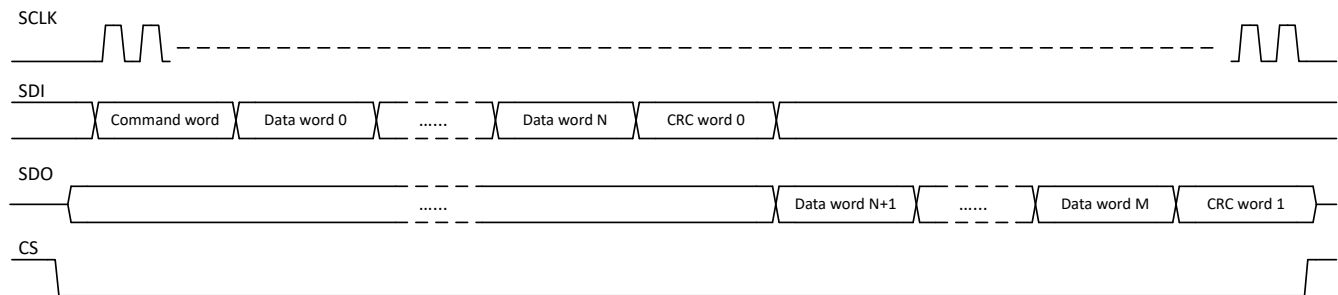 SCLK
SDI
Command word Data word 0 ...... Data word N CRC word 0
SDO
...... Data word N+1 ...... Data word M CRC word 1
CS